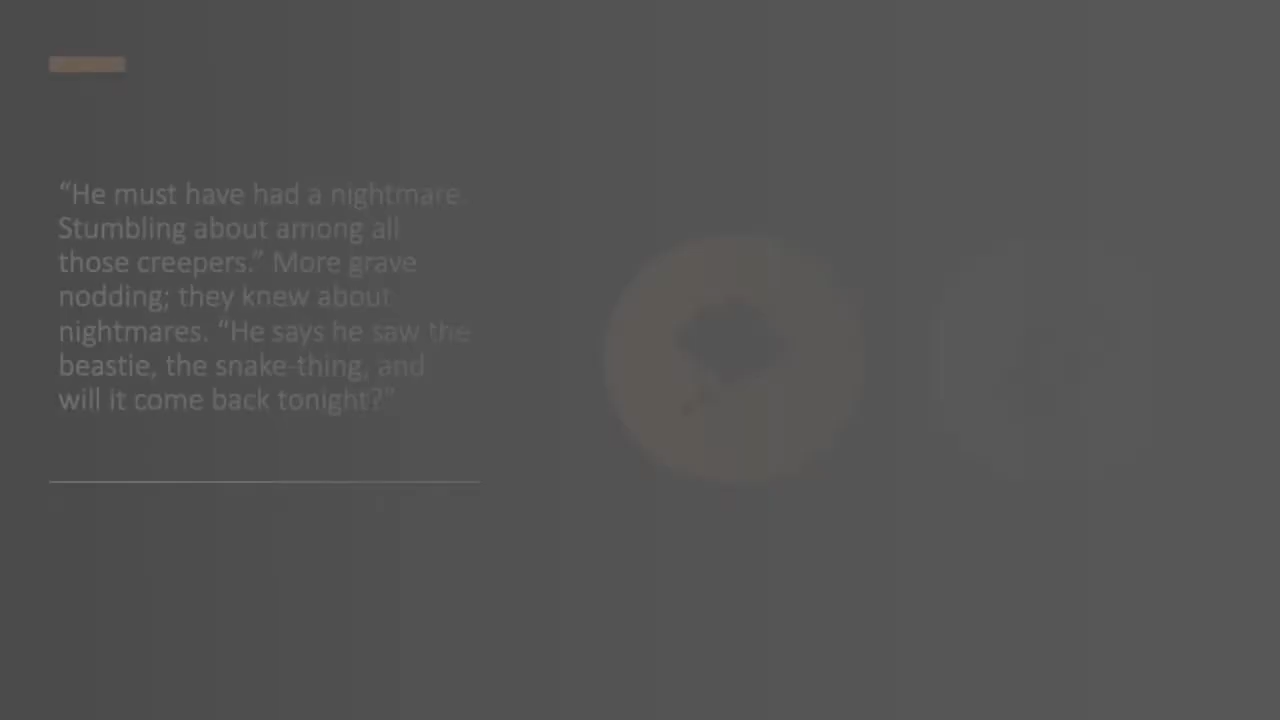 “He must have had a nightmare.
Stumbling about among all
those creepers.” More grave
nodding; they knew about
nightmares. “He says he saw the
beastie, the snake-thing, and
will it come back tonight?”